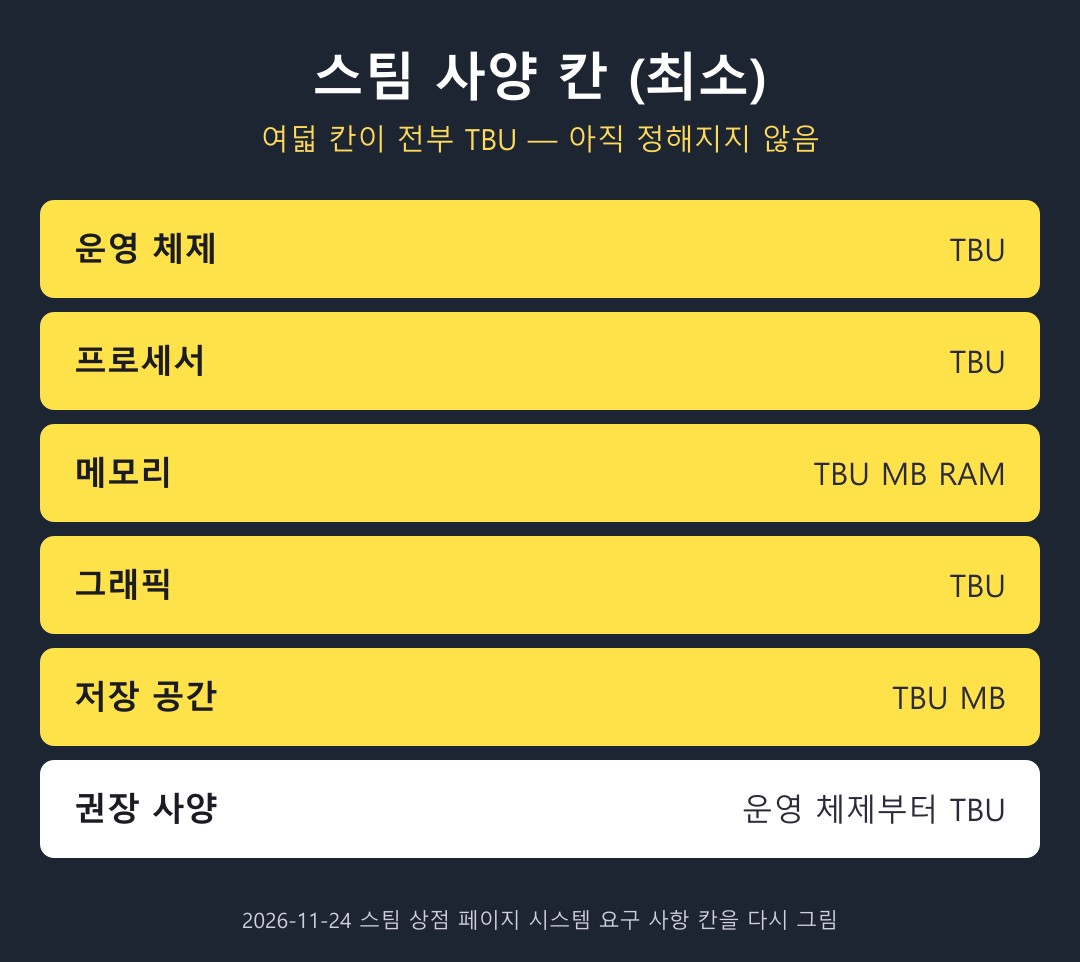 스팀 사양 칸 (최소)
여덟 칸이 전부 TBU — 아직 정해지지 않음
운영 체제 TBU
프로세서 TBU
메모리 TBU MB RAM
그래픽 TBU
저장 공간 TBU MB
권장 사양 운영 체제부터 TBU
2026-11-24 스팀 상점 페이지 시스템 요구 사항 칸을 다시 그림